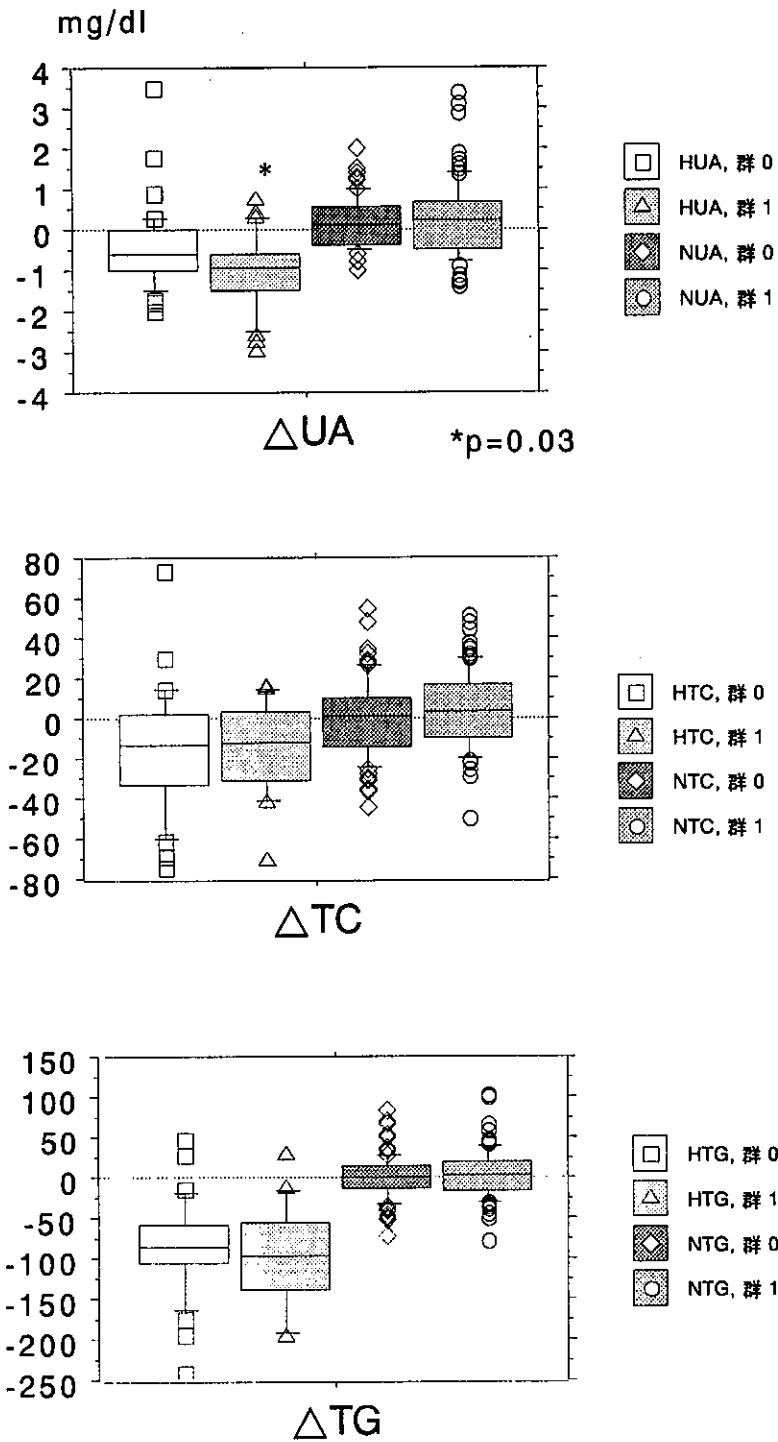 mg/dl
4
3
2
1
0
-1
-2
-3
-4
*
HUA, 群 0
HUA, 群 1
NUA, 群 0
NUA, 群 1
△UA
*p=0.03
80
60
40
20
0
-20
-40
-60
-80
HTC, 群 0
HTC, 群 1
NTC, 群 0
NTC, 群 1
△TC
150
100
50
0
-50
-100
-150
-200
-250
HTG, 群 0
HTG, 群 1
NTG, 群 0
NTG, 群 1
△TG